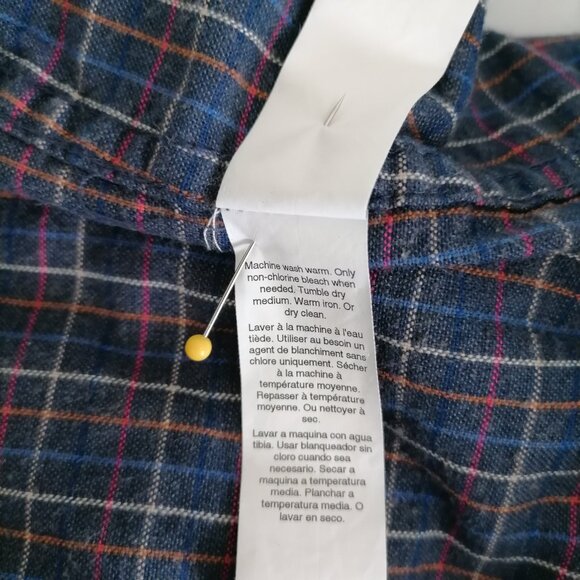 Machine wash warm. Only
non-chlorine bleach when
needed. Tumble dry
medium. Warm iron. Or
dry clean.
Laver à la machine à l'eau
tiède. Utiliser au besoin un
agent de blanchiment sans
chlore uniquement. Sécher
à la machine à
température moyenne.
Repasser à température
moyenne. Ou nettoyer à
sec.
Lavar a maquina con agua
tibia. Usar blanqueador sin
cloro cuando sea
necesario. Secar a
maquina a temperatura
media. Planchar a
temperatura media. O
lavar en seco.